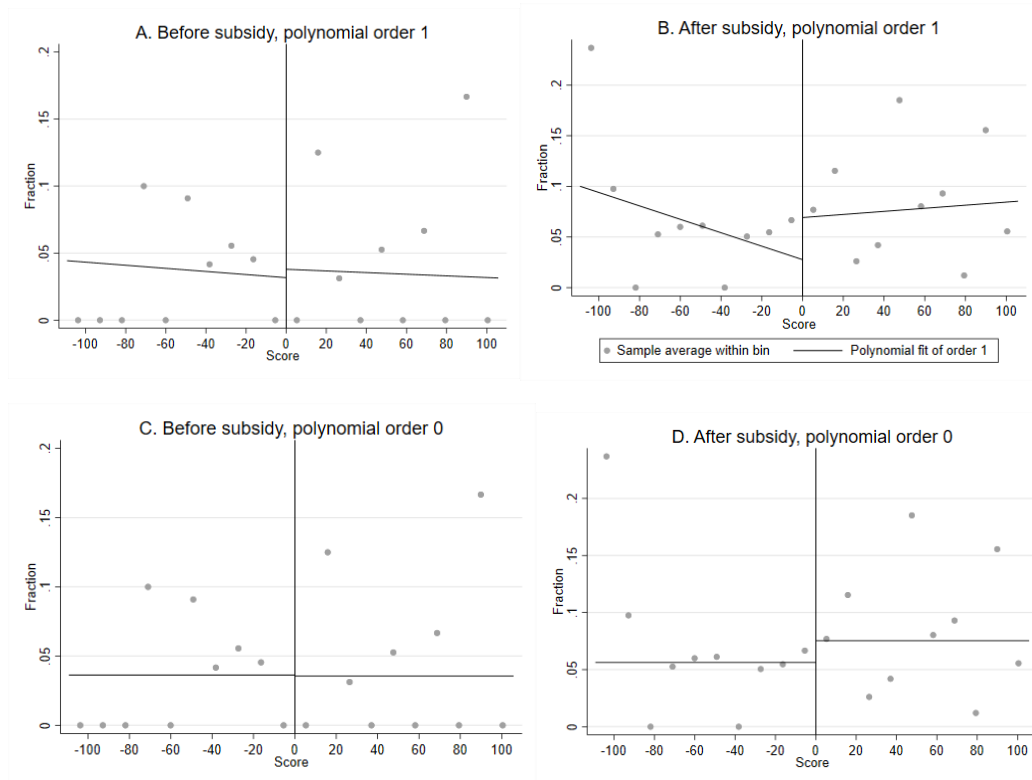 A. Before subsidy, polynomial order 1
.2
.15
.1
.05
0
Fraction
-100 -80 -60 -40 -20 0 20 40 60 80 100
Score
B. After subsidy, polynomial order 1
.2
.15
.1
.05
0
Fraction
-100 -80 -60 -40 -20 0 20 40 60 80 100
Score
Sample average within bin Polynomial fit of order 1
C. Before subsidy, polynomial order 0
.2
.15
.1
.05
0
Fraction
-100 -80 -60 -40 -20 0 20 40 60 80 100
Score
D. After subsidy, polynomial order 0
.2
.15
.1
.05
0
Fraction
-100 -80 -60 -40 -20 0 20 40 60 80 100
Score